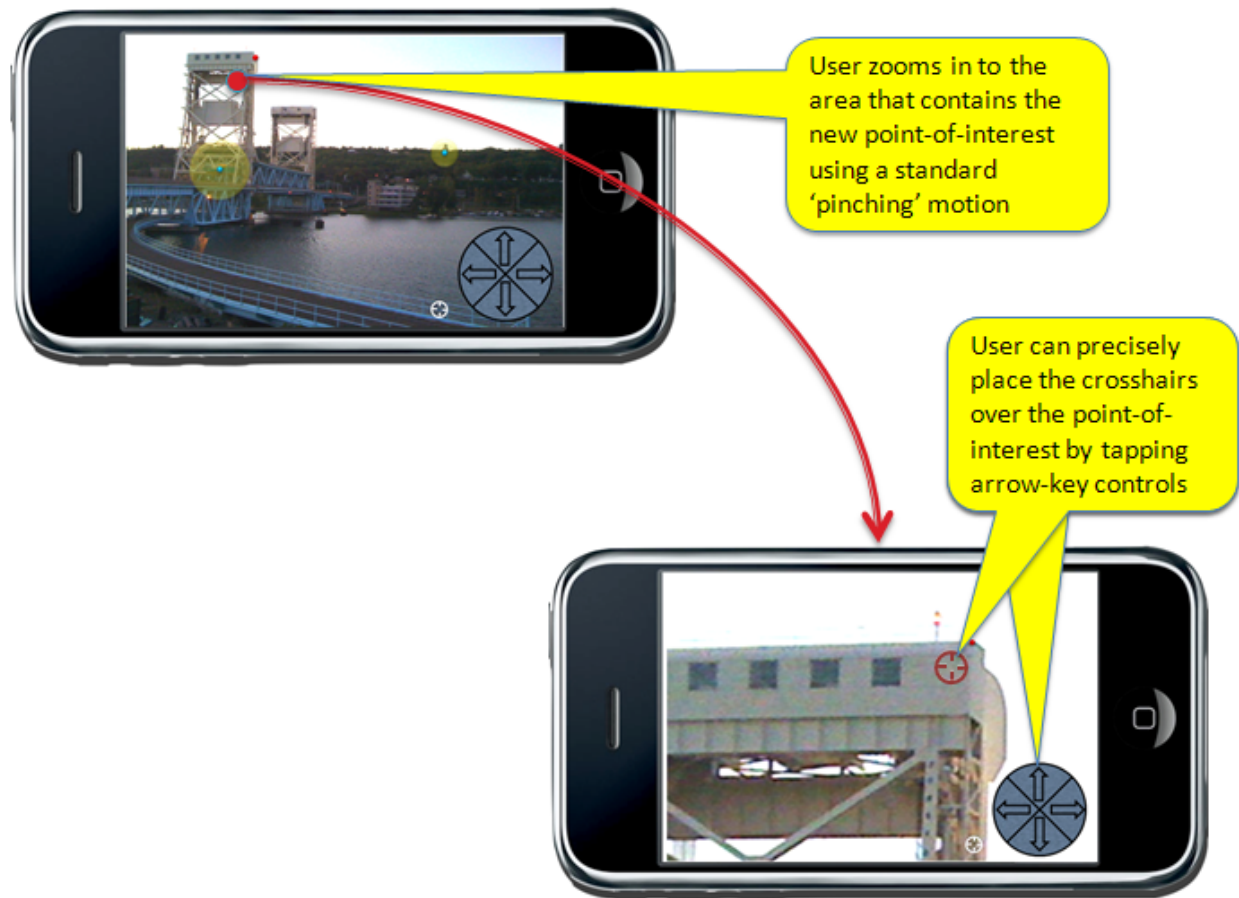 User zooms in to the
area that contains the
new point-of-interest
using a standard
‘pinching’ motion
User can precisely
place the crosshairs
over the point-of-
interest by tapping
arrow-key controls